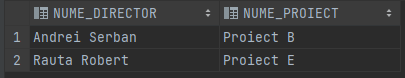 NUME_DIRECTOR NUME_PROIECT
1 Andrei Serban Proiect B
2 Rauta Robert Proiect E